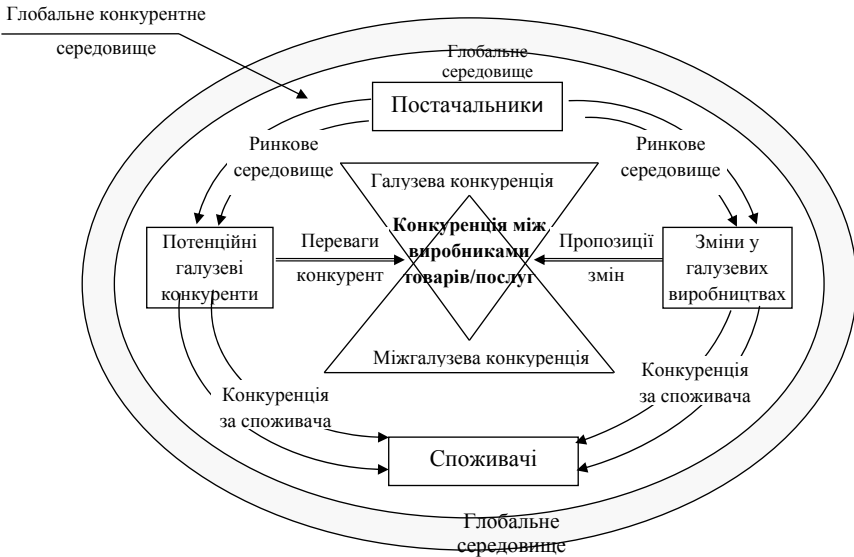 Глобальне конкурентне
середовище
Глобальне
середовище
Постачальники
Ринкове
середовище
Ринкове
середовище
Галузева конкуренція
Потенційні
галузеві
конкуренти
Переваги
конкурент
Конкуренція між
виробниками
товарів/послуг
Пропозиції
змін
Зміни у
галузевих
виробництвах
Міжгалузева конкуренція
Конкуренція
за споживача
Конкуренція
за споживача
Споживачі
Глобальне
середовище